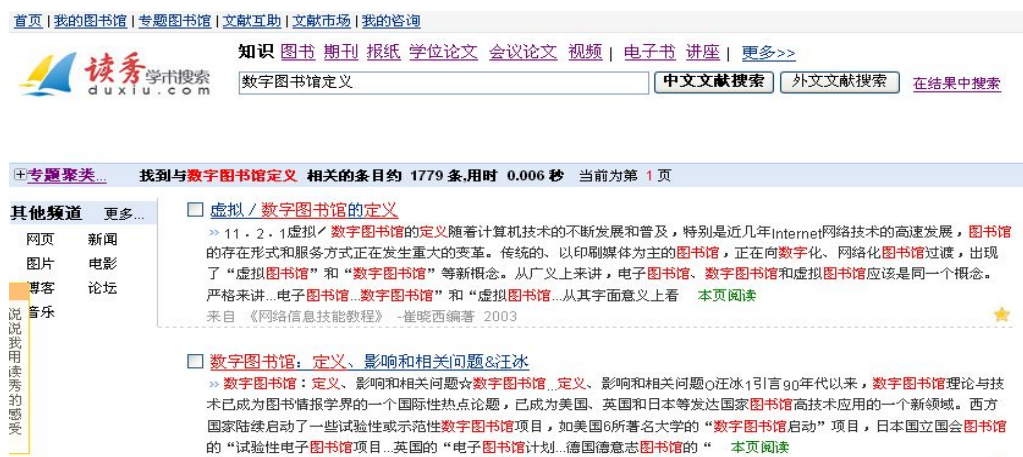 首页 | 我的图书馆 | 专题图书馆 | 文献互助 | 文献市场 | 我的咨询
读秀学术搜索
duxiu.com
知识 图书 期刊 报纸 学位论文 会议论文 视频 | 电子书 讲座 | 更多>>
数字图书馆定义 中文文献搜索 外文文献搜索 在结果中搜索
专题聚类... 找到与数字图书馆定义 相关的条目约 1779 条,用时 0.006 秒 当前为第 1 页
其他频道 更多...
网页 新闻
图片 电影
博客 论坛
音乐
说说我用读秀的感受
虚拟/数字图书馆的定义
» 11.2.1虚拟/数字图书馆的定义随着计算机技术的不断发展和普及，特别是近几年Internet网络技术的高速发展，图书馆
的存在形式和服务方式正在发生重大的变革。传统的、以印刷媒体为主的图书馆，正在向数字化、网络化图书馆过渡，出现
了“虚拟图书馆”和“数字图书馆”等新概念。从广义上来讲，电子图书馆、数字图书馆和虚拟图书馆应该是同一个概念。
严格来讲...电子图书馆...数字图书馆”和“虚拟图书馆...从其字面意义上看 本页阅读
来自 《网络信息技能教程》 -崔晓西编著 2003
数字图书馆：定义、影响和相关问题&汪冰
» 数字图书馆：定义、影响和相关问题☆数字图书馆...定义、影响和相关问题O汪冰1引言90年代以来，数字图书馆理论与技
术已成为图书情报学界的一个国际性热点论题，已成为美国、英国和日本等发达国家图书馆高技术应用的一个新领域。西方
国家陆续启动了一些试验性或示范性数字图书馆项目，如美国6所著名大学的“数字图书馆启动”项目，日本国立国会图书馆
的“试验性电子图书馆项目...英国的“电子图书馆计划...德国德意志图书馆的“ 本页阅读